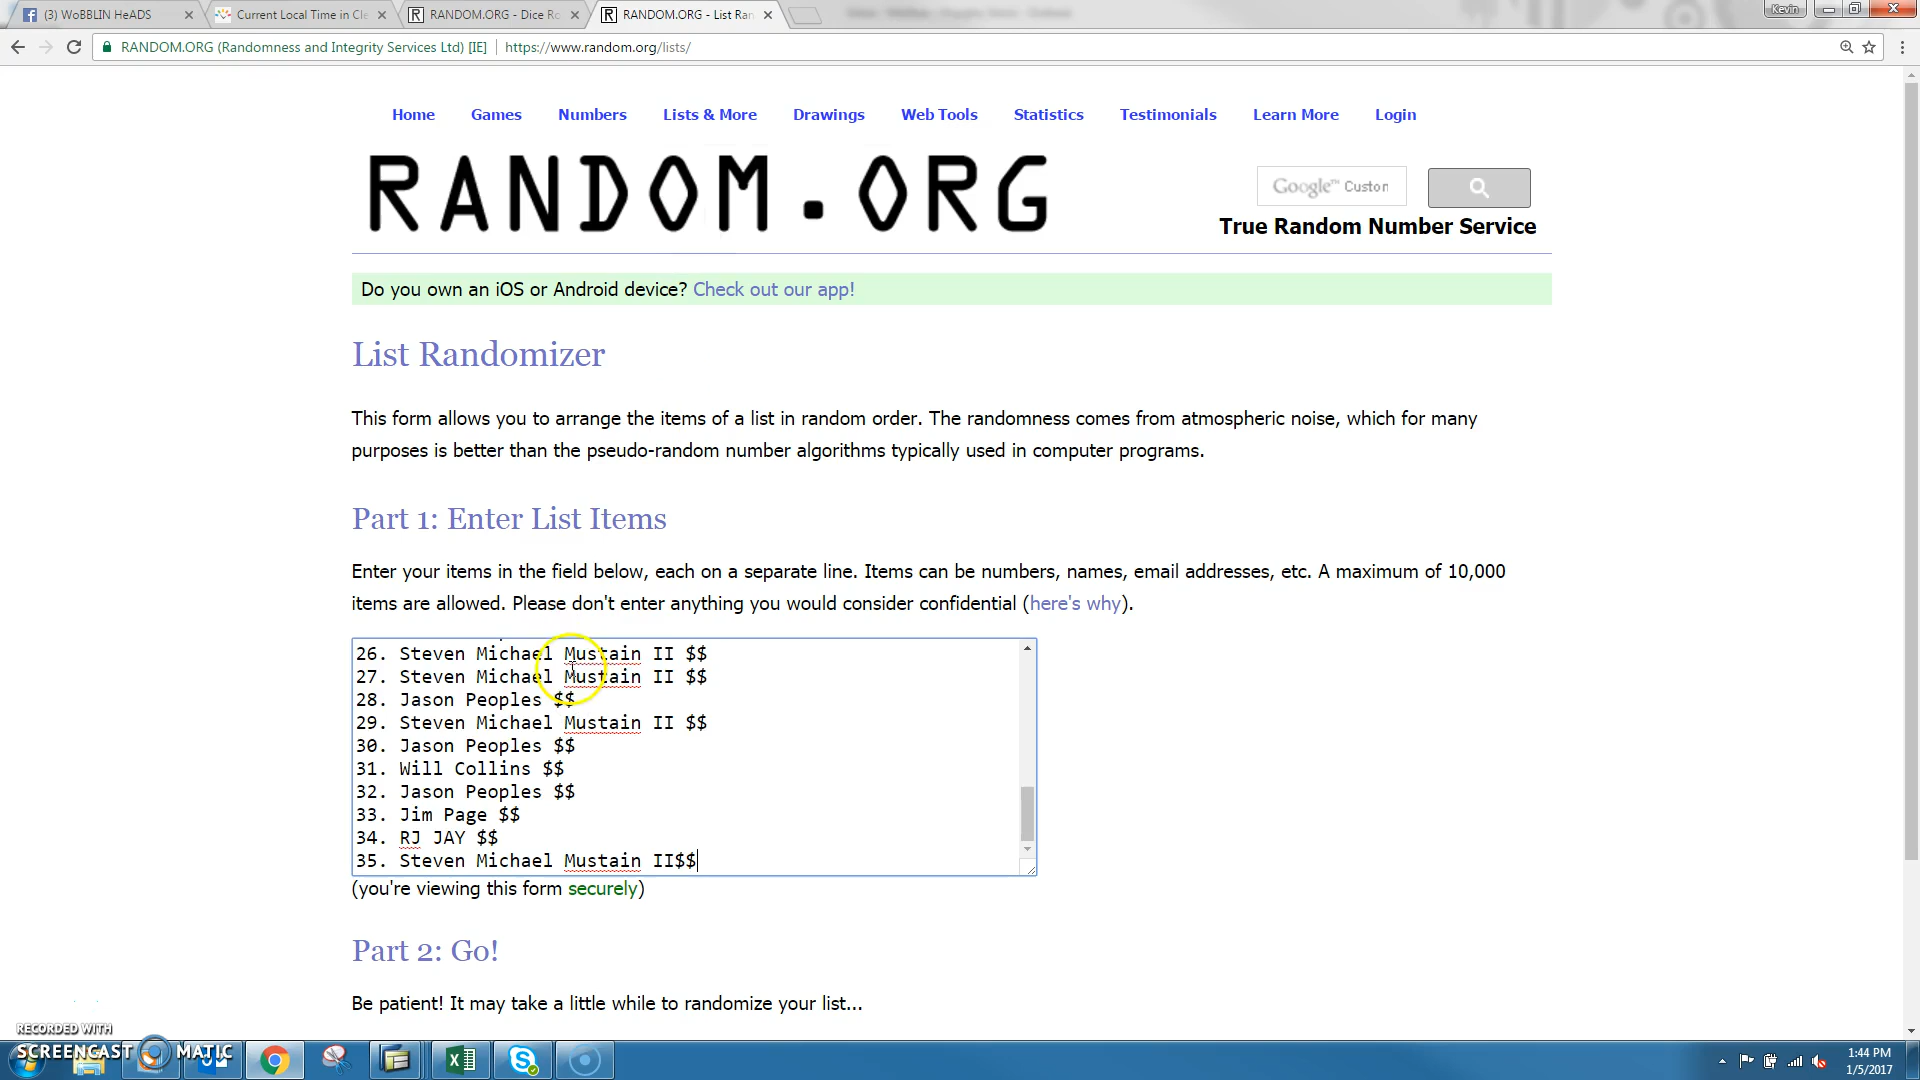 (3) WoBBLIN HeADS
Current Local Time in Cle
RANDOM.ORG - Dice Ro
RANDOM.ORG - List Ran
Kevin
RANDOM.ORG (Randomness and Integrity Services Ltd) [IE]
https://www.random.org/lists/
Home Games Numbers Lists & More Drawings Web Tools Statistics Testimonials Learn More Login
RANDOM.ORG
Google™ Custom
True Random Number Service
Do you own an iOS or Android device? Check out our app!
List Randomizer
This form allows you to arrange the items of a list in random order. The randomness comes from atmospheric noise, which for many
purposes is better than the pseudo-random number algorithms typically used in computer programs.
Part 1: Enter List Items
Enter your items in the field below, each on a separate line. Items can be numbers, names, email addresses, etc. A maximum of 10,000
items are allowed. Please don't enter anything you would consider confidential (here's why).
26. Steven Michael Mustain II $$
27. Steven Michael Mustain II $$
28. Jason Peoples $$
29. Steven Michael Mustain II $$
30. Jason Peoples $$
31. Will Collins $$
32. Jason Peoples $$
33. Jim Page $$
34. RJ JAY $$
35. Steven Michael Mustain II$$
(you're viewing this form securely)
Part 2: Go!
Be patient! It may take a little while to randomize your list...
RECORDED WITH
SCREENCAST MATIC
1:44 PM
1/5/2017